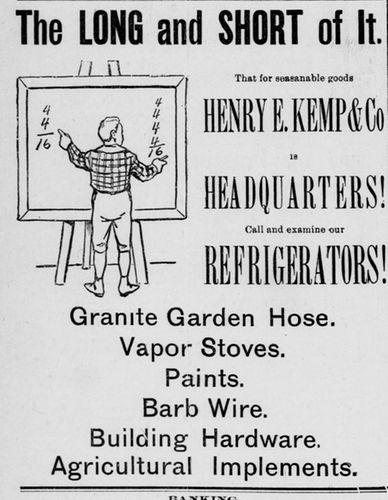 The LONG and SHORT of It.
4
4
16
4
4
4
4
16
That for seasanable goods
HENRY E. KEMP & Co
is
HEADQUARTERS!
Call and examine our
REFRIGERATORS!
Granite Garden Hose.
Vapor Stoves.
Paints.
Barb Wire.
Building Hardware.
Agricultural Implements.
BANKING